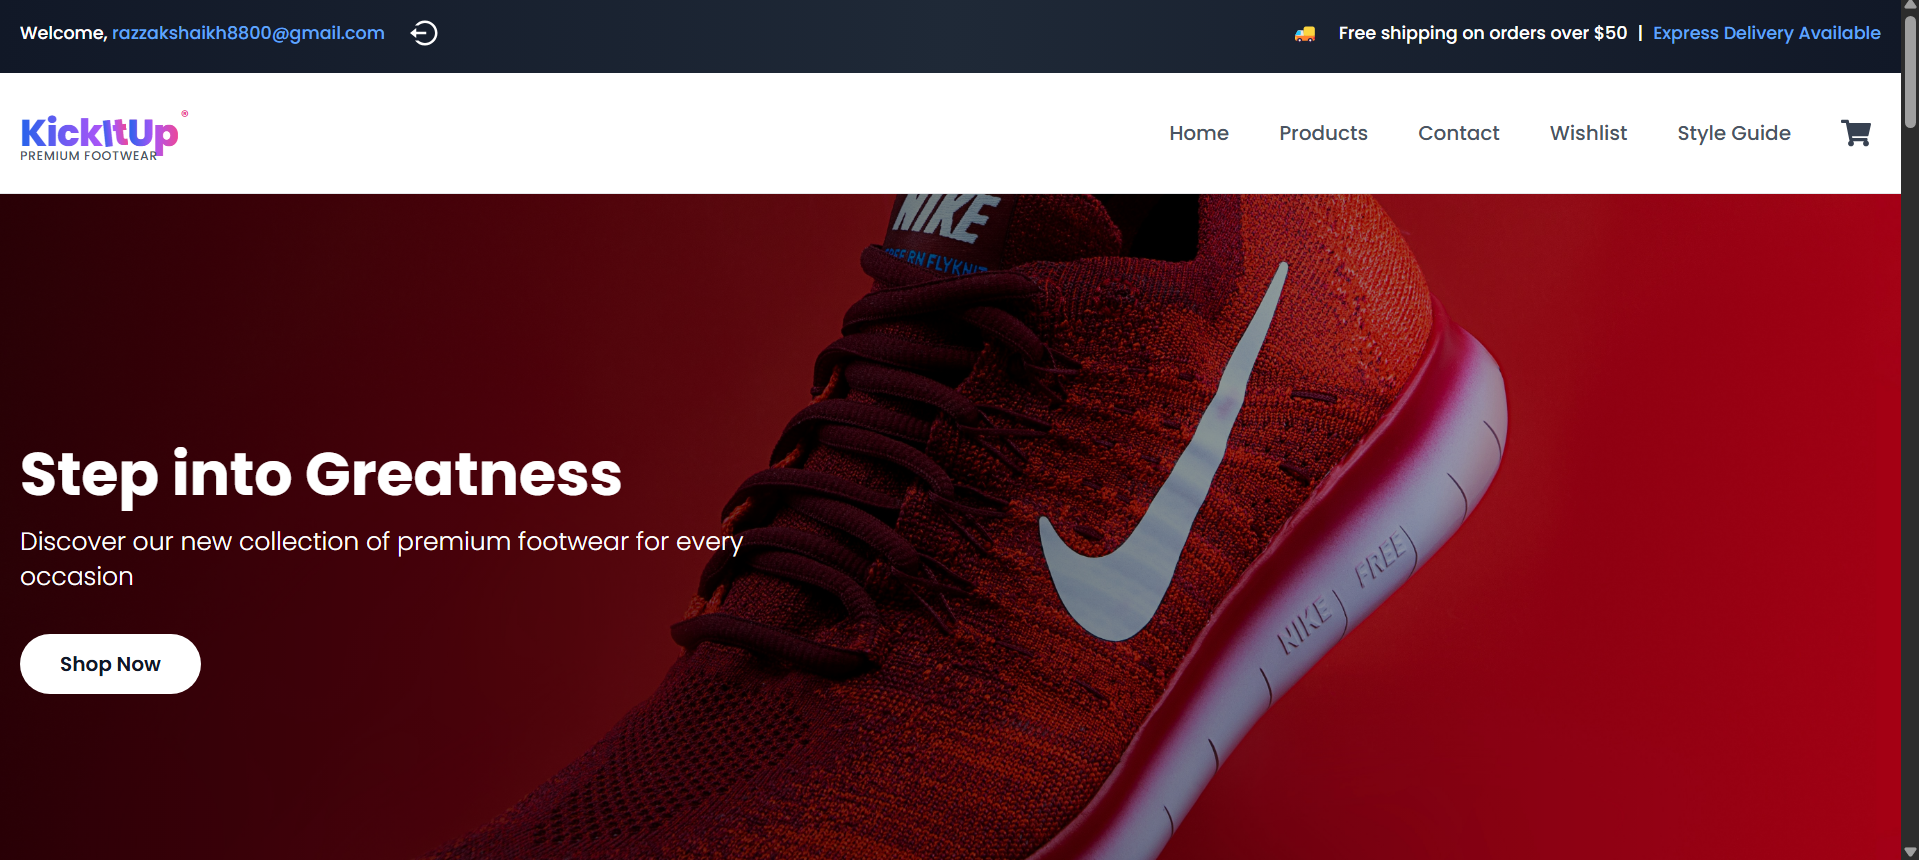 Welcome, razzakshaikh8800@gmail.com
Free shipping on orders over $50 | Express Delivery Available
KickItUp ®
PREMIUM FOOTWEAR
Home Products Contact Wishlist Style Guide
NIKE
FREE RN FLYKNIT
Step into Greatness
Discover our new collection of premium footwear for every
occasion
Shop Now
NIKE FREE